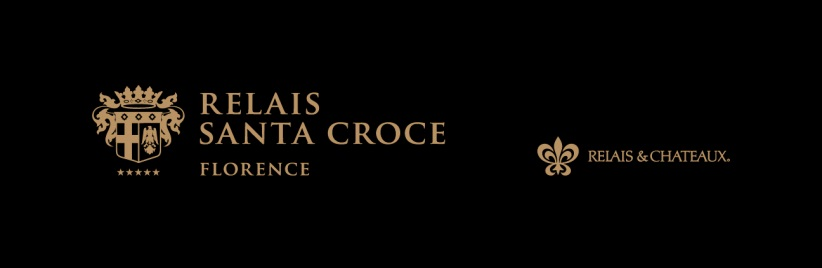 RELAIS
SANTA CROCE
FLORENCE
RELAIS & CHATEAUX®